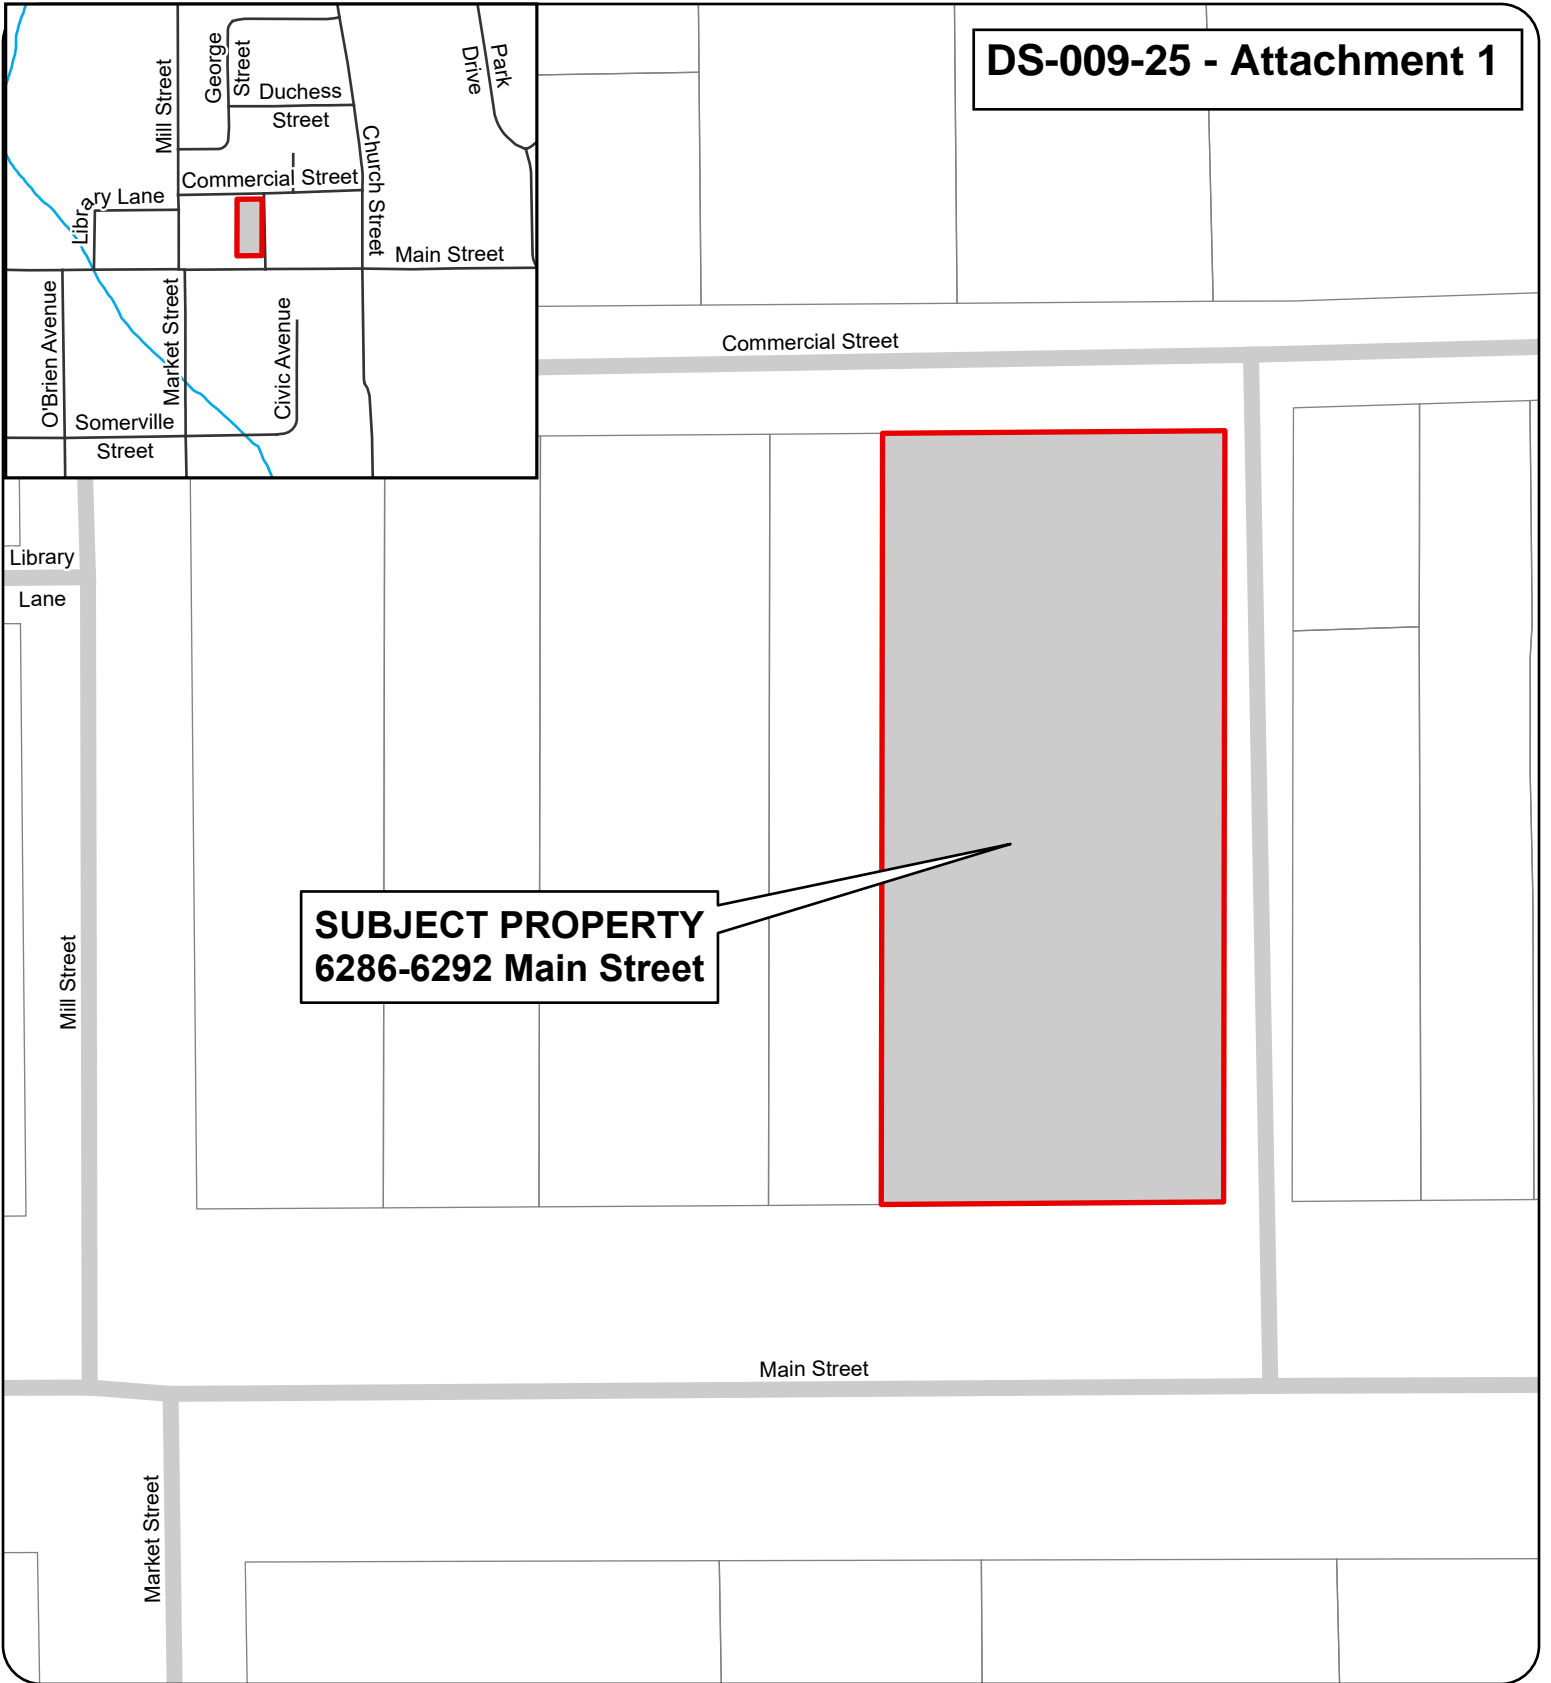 DS-009-25 - Attachment 1
Mill Street
George
Street
Duchess
Street
Park
Drive
Church Street
Commercial Street
Library Lane
Main Street
O'Brien Avenue
Market Street
Civic Avenue
Somerville
Street
Commercial Street
Library
Lane
SUBJECT PROPERTY
6286-6292 Main Street
Mill Street
Main Street
Market Street